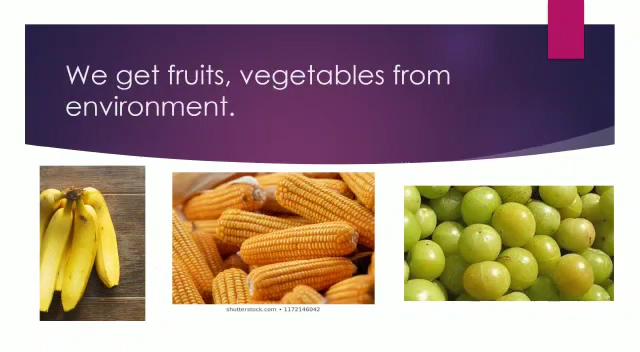 We get fruits, vegetables from
environment.
shutterstock.com • 1172146042